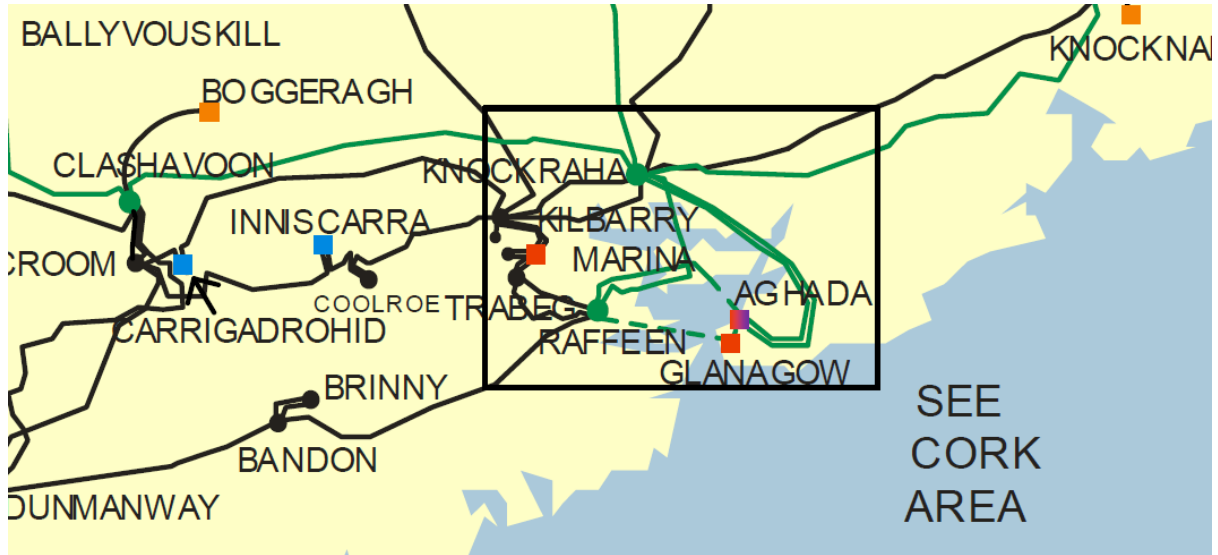 BALLYVOUSKILL
KNOCKNA
BOGGERAGH
CLASHAVOON
KNOCKRAHA
INNISCARRA
KILBARRY
CROOM
MARINA
COOLROE
TRABEG
AGHADA
CARRIGADROHID
RAFFEEN
GLANAGOW
BRINNY
SEE
CORK
AREA
BANDON
DUNMANWAY